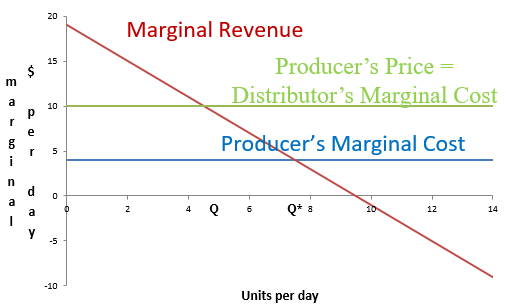 Marginal Revenue
Producer’s Price =
Distributor’s Marginal Cost
Producer’s Marginal Cost
marginal
$ per day
20
15
10
5
0
-5
-10
0 2 4 Q Q* 8 10 12 14
Units per day